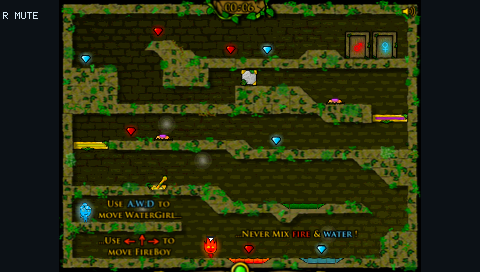 R MUTE
00:06
USE A,W,D TO
MOVE WATERGIRL...
...USE ← ↑ → TO
MOVE FIREBOY
NEVER MIX FIRE & WATER !